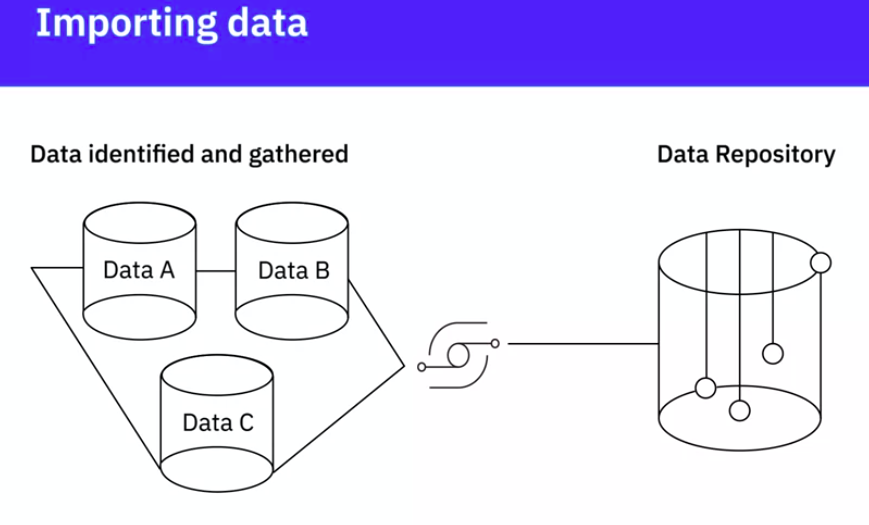 Importing data
Data identified and gathered
Data Repository
Data A
Data B
Data C